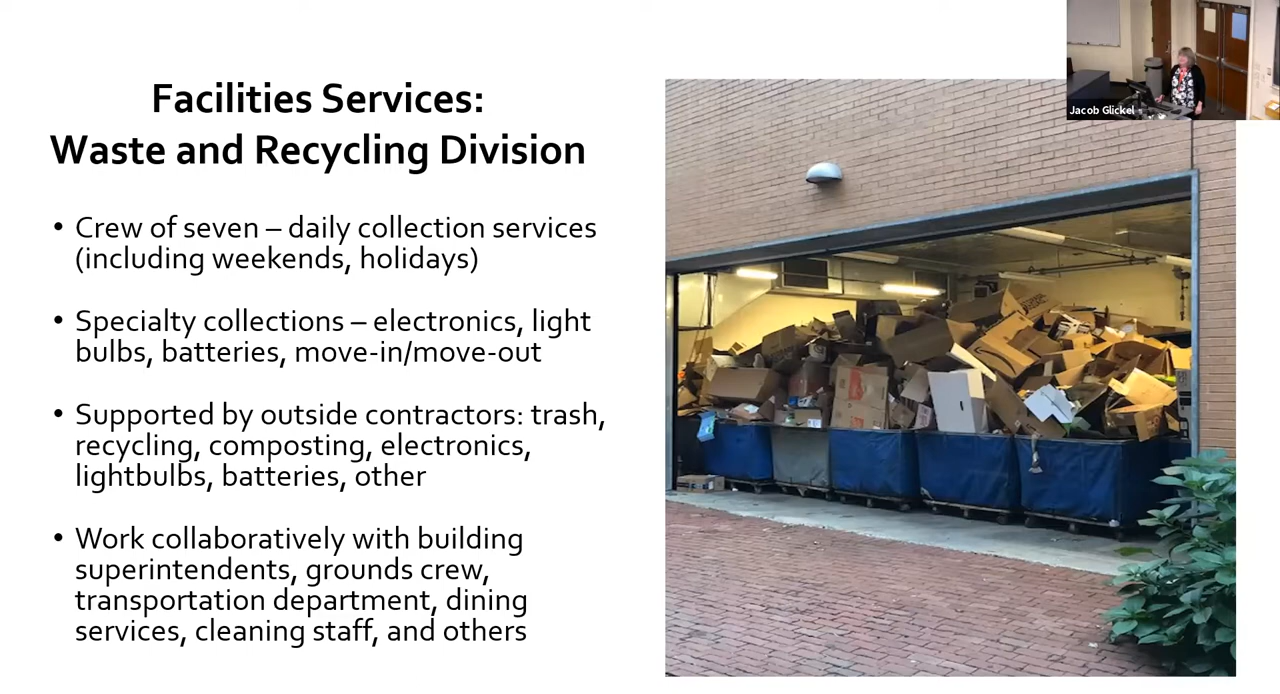 Facilities Services:
Waste and Recycling Division
• Crew of seven – daily collection services
(including weekends, holidays)
• Specialty collections – electronics, light
bulbs, batteries, move-in/move-out
• Supported by outside contractors: trash,
recycling, composting, electronics,
lightbulbs, batteries, other
• Work collaboratively with building
superintendents, grounds crew,
transportation department, dining
services, cleaning staff, and others
Jacob Glickel